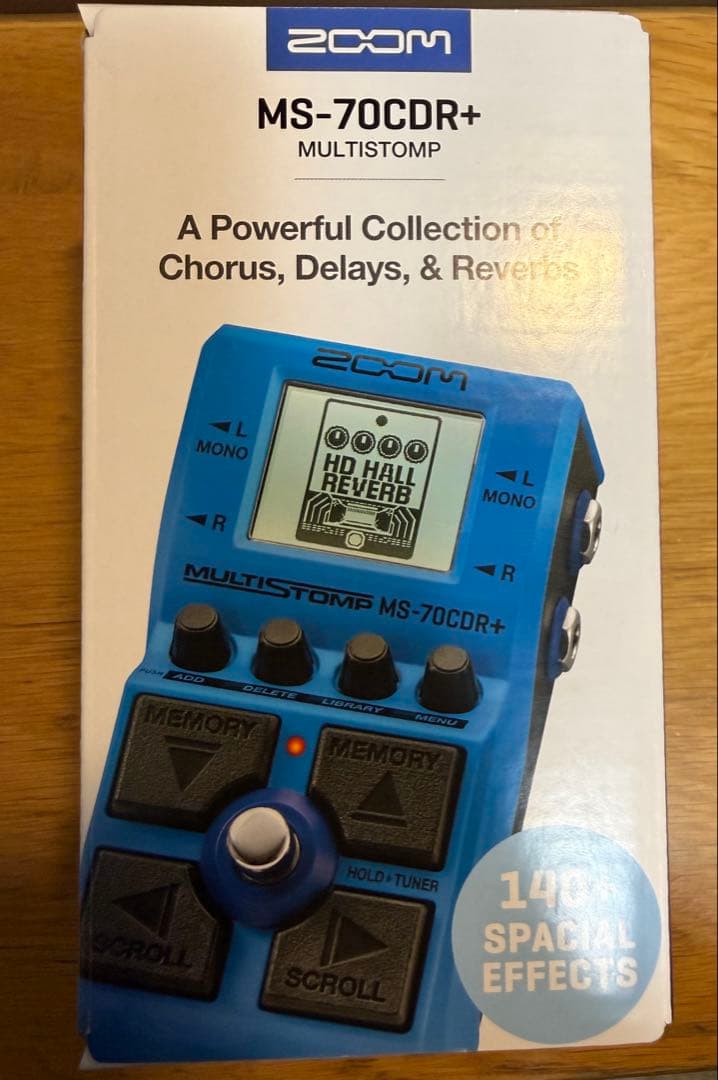 ZOOM
MS-70CDR+
MULTISTOMP
A Powerful Collection of
Chorus, Delays, & Reverbs
ZOOM
L
MONO
R
HD HALL
REVERB
L
MONO
R
MULTISTOMP MS-70CDR+
PUSH ADD DELETE LIBRARY MENU
MEMORY
MEMORY
HOLD TUNER
SCROLL
SCROLL
140+
SPACIAL
EFFECTS